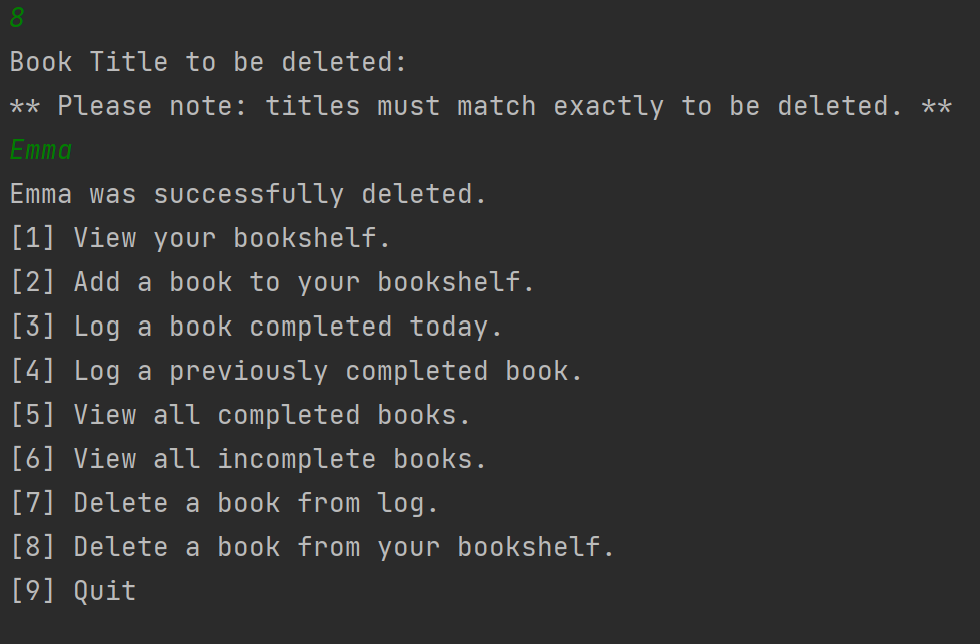 8
Book Title to be deleted:
** Please note: titles must match exactly to be deleted. **
Emma
Emma was successfully deleted.
[1] View your bookshelf.
[2] Add a book to your bookshelf.
[3] Log a book completed today.
[4] Log a previously completed book.
[5] View all completed books.
[6] View all incomplete books.
[7] Delete a book from log.
[8] Delete a book from your bookshelf.
[9] Quit